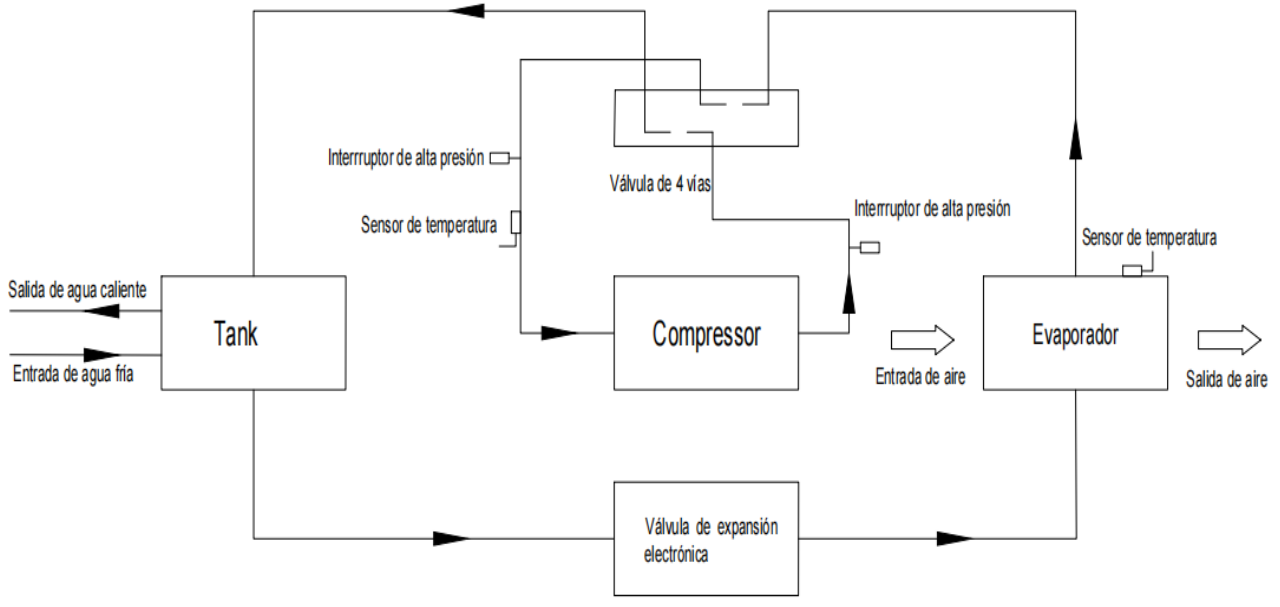 Interrruptor de alta presión
Válvula de 4 vías
Sensor de temperatura
Interrruptor de alta presión
Sensor de temperatura
Salida de agua caliente
Tank
Compressor
Evaporador
Entrada de agua fría
Entrada de aire
Salida de aire
Válvula de expansión
electrónica